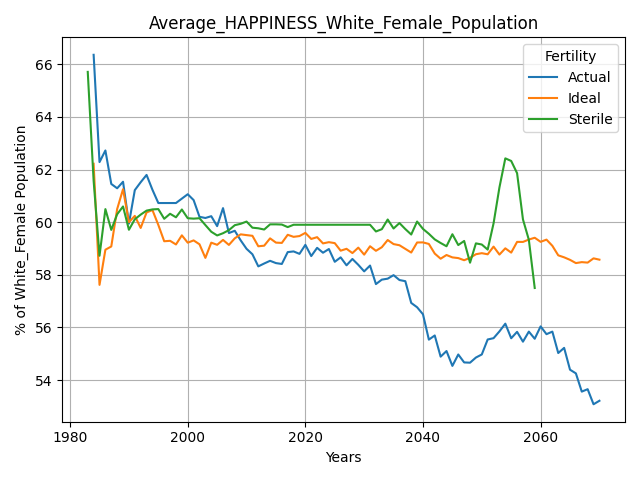 Average_HAPPINESS_White_Female_Population
% of White_Female Population
66
64
62
60
58
56
54
1980
2000
2020
2040
2060
Years
Fertility
Actual
Ideal
Sterile